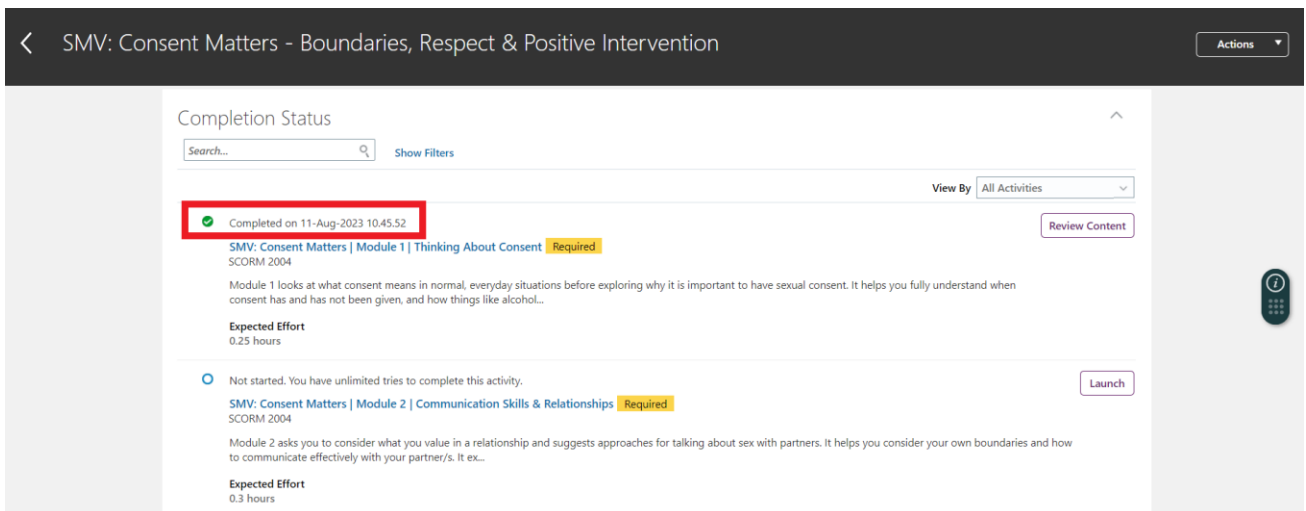 SMV: Consent Matters - Boundaries, Respect & Positive Intervention
Actions
Completion Status
Search...
Show Filters
View By All Activities
Completed on 11-Aug-2023 10.45.52
Review Content
SMV: Consent Matters | Module 1 | Thinking About Consent Required
SCORM 2004
Module 1 looks at what consent means in normal, everyday situations before exploring why it is important to have sexual consent. It helps you fully understand when
consent has and has not been given, and how things like alcohol...
Expected Effort
0.25 hours
Not started. You have unlimited tries to complete this activity.
Launch
SMV: Consent Matters | Module 2 | Communication Skills & Relationships Required
SCORM 2004
Module 2 asks you to consider what you value in a relationship and suggests approaches for talking about sex with partners. It helps you consider your own boundaries and how
to communicate effectively with your partner/s. It ex...
Expected Effort
0.3 hours